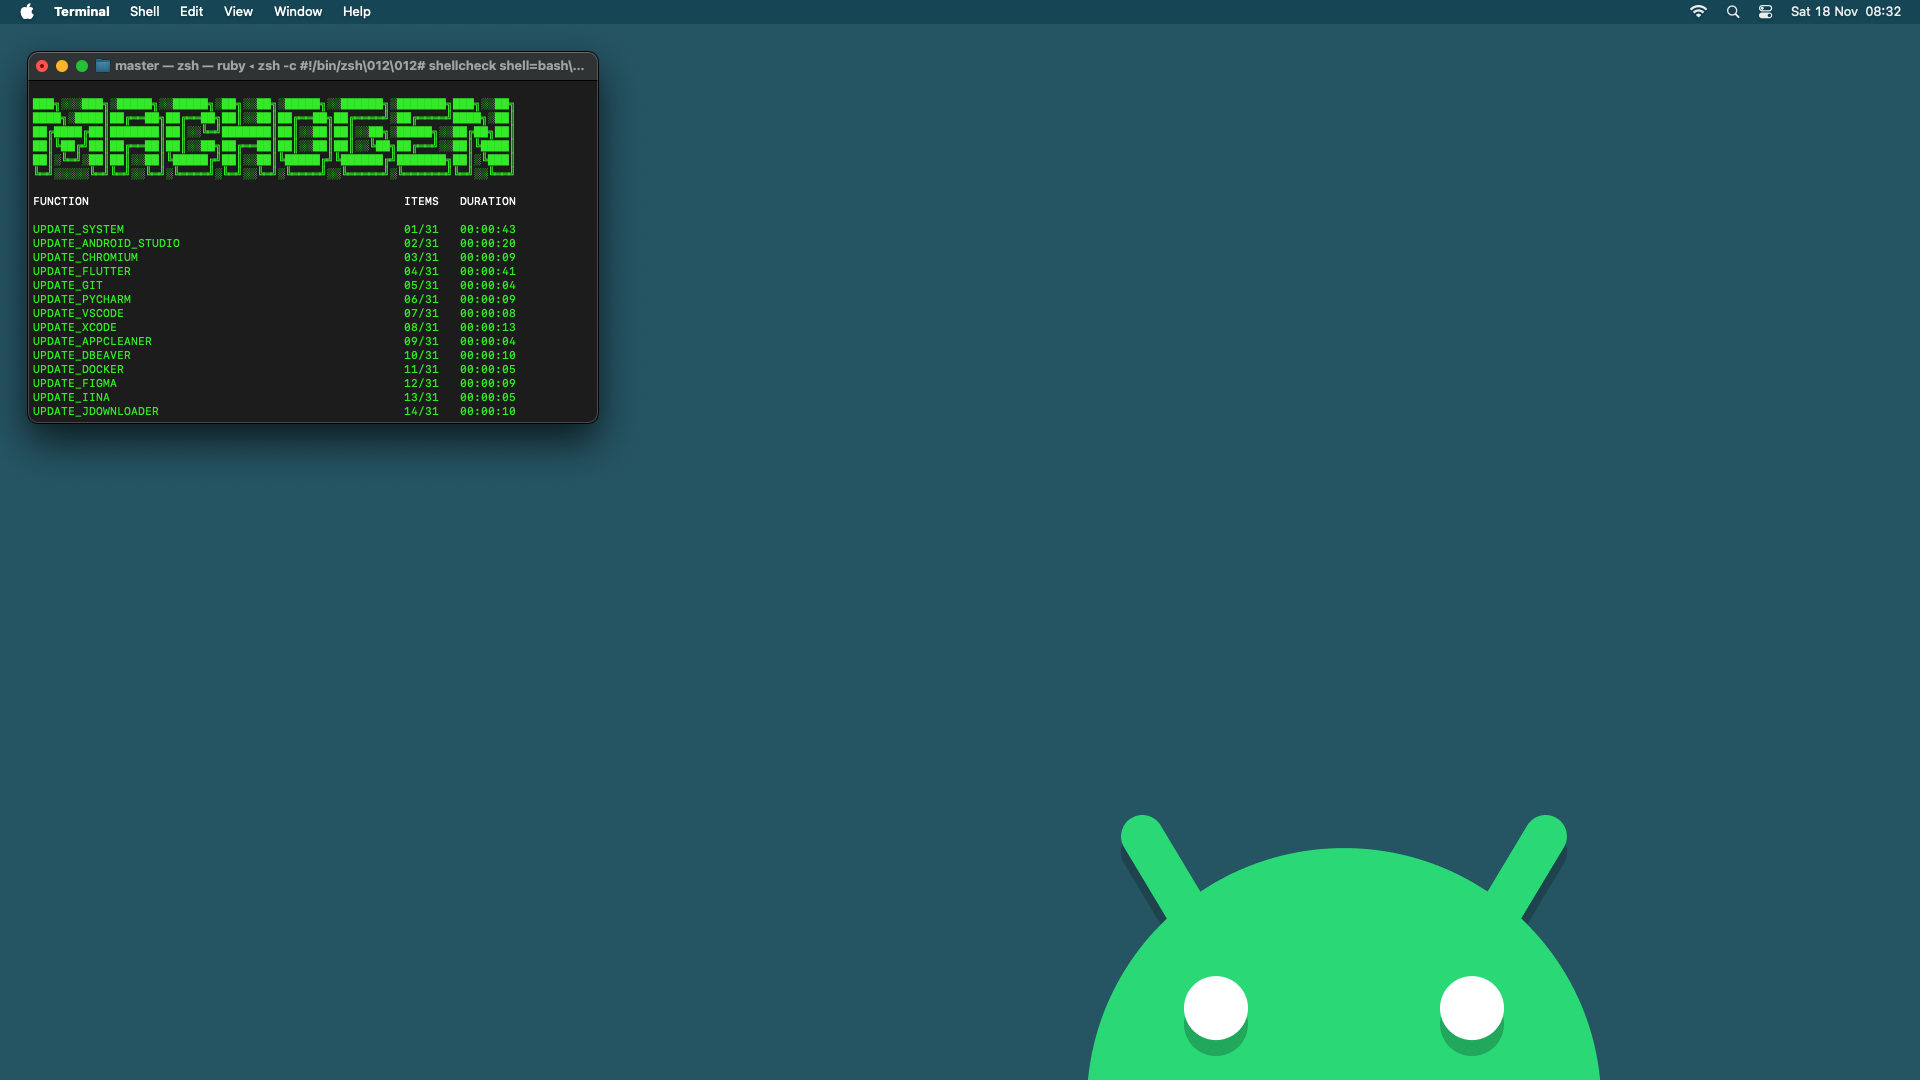 Terminal Shell Edit View Window Help Sat 18 Nov 08:32
master — zsh — ruby ◂ zsh -c #!/bin/zsh\012\012# shellcheck shell=bash\...
MACHOGEN
FUNCTION ITEMS DURATION
UPDATE_SYSTEM 01/31 00:00:43
UPDATE_ANDROID_STUDIO 02/31 00:00:20
UPDATE_CHROMIUM 03/31 00:00:09
UPDATE_FLUTTER 04/31 00:00:41
UPDATE_GIT 05/31 00:00:04
UPDATE_PYCHARM 06/31 00:00:09
UPDATE_VSCODE 07/31 00:00:08
UPDATE_XCODE 08/31 00:00:13
UPDATE_APPCLEANER 09/31 00:00:04
UPDATE_DBEAVER 10/31 00:00:10
UPDATE_DOCKER 11/31 00:00:05
UPDATE_FIGMA 12/31 00:00:09
UPDATE_IINA 13/31 00:00:05
UPDATE_JDOWNLOADER 14/31 00:00:10